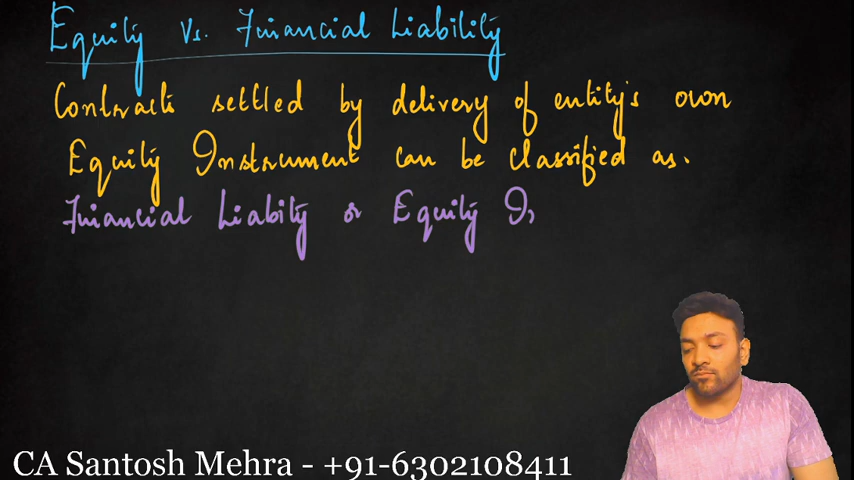 Equity Vs. Financial Liability
Contracts settled by delivery of entity's own
Equity Instrument can be classified as.
Financial Liability or Equity In
CA Santosh Mehra - +91-6302108411